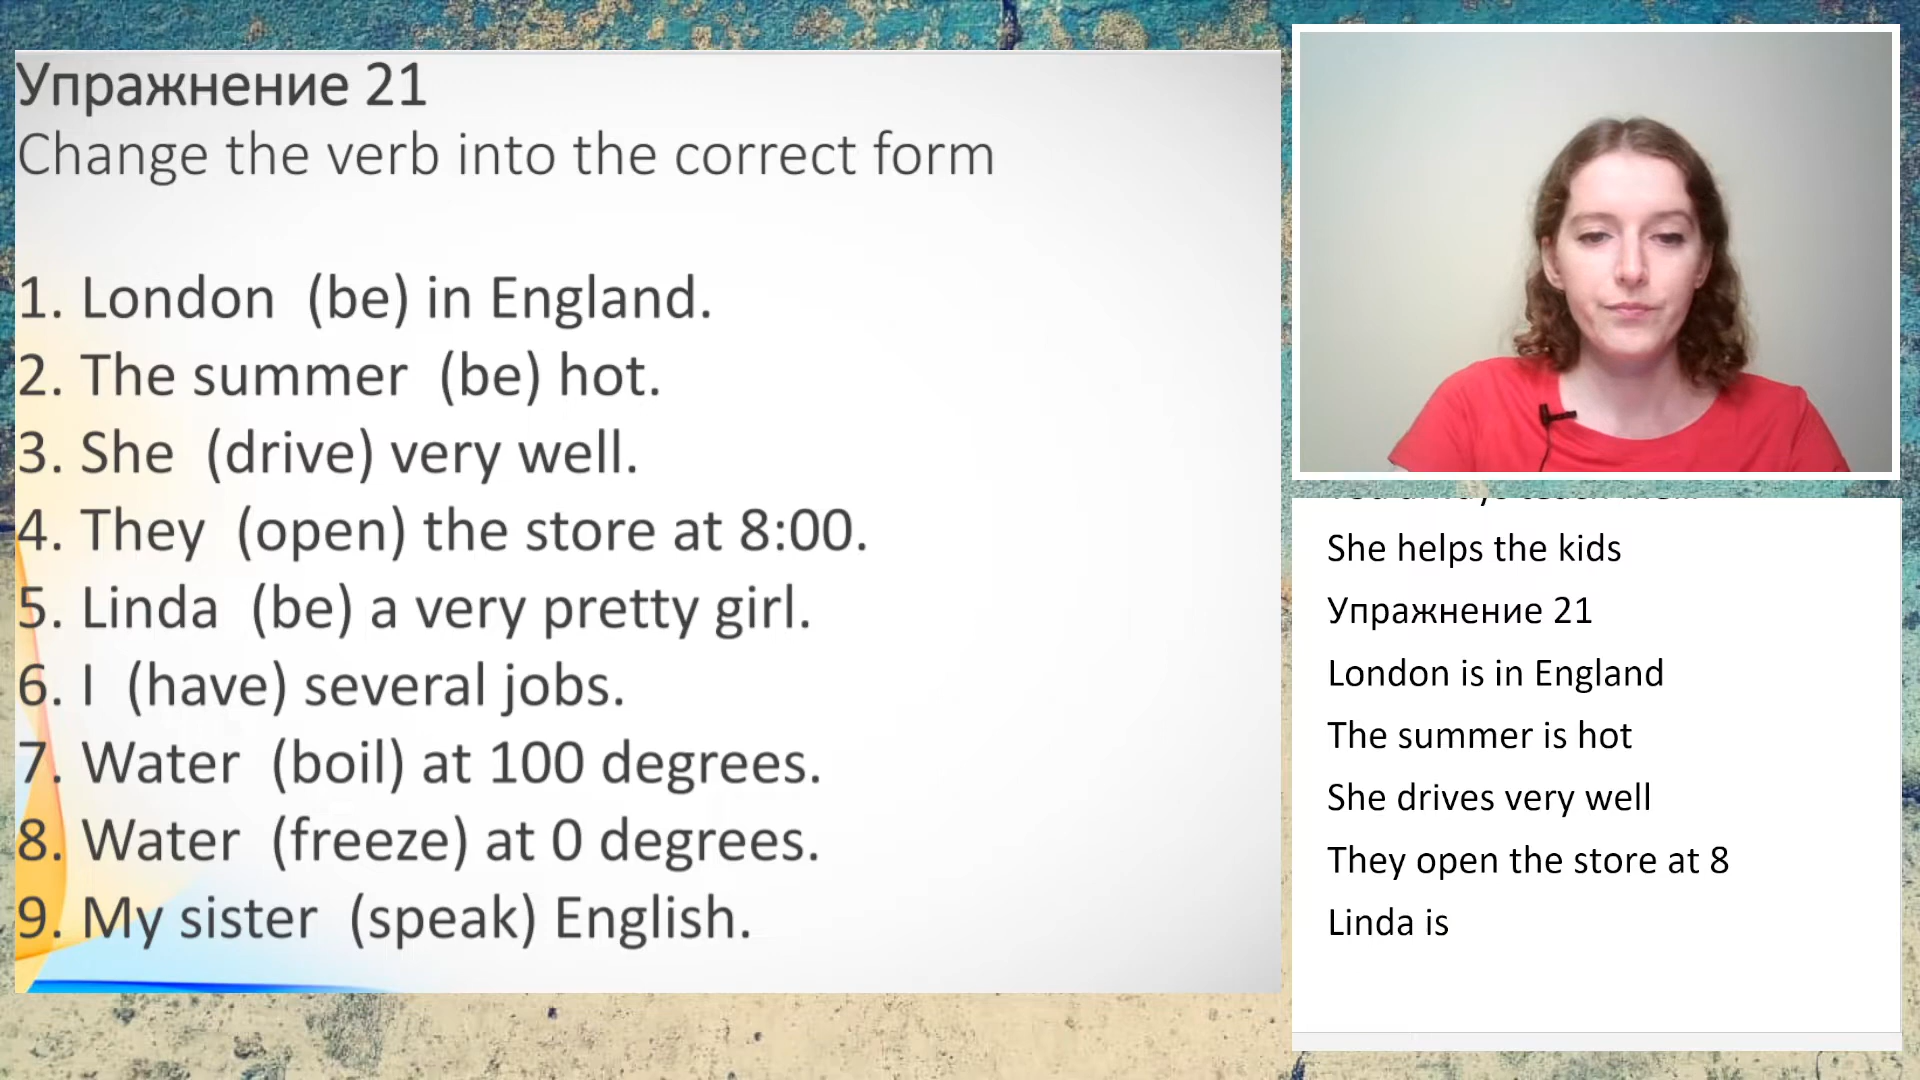 Упражнение 21
Change the verb into the correct form
1. London (be) in England.
2. The summer (be) hot.
3. She (drive) very well.
4. They (open) the store at 8:00.
5. Linda (be) a very pretty girl.
6. I (have) several jobs.
7. Water (boil) at 100 degrees.
8. Water (freeze) at 0 degrees.
9. My sister (speak) English.
She helps the kids
Упражнение 21
London is in England
The summer is hot
She drives very well
They open the store at 8
Linda is